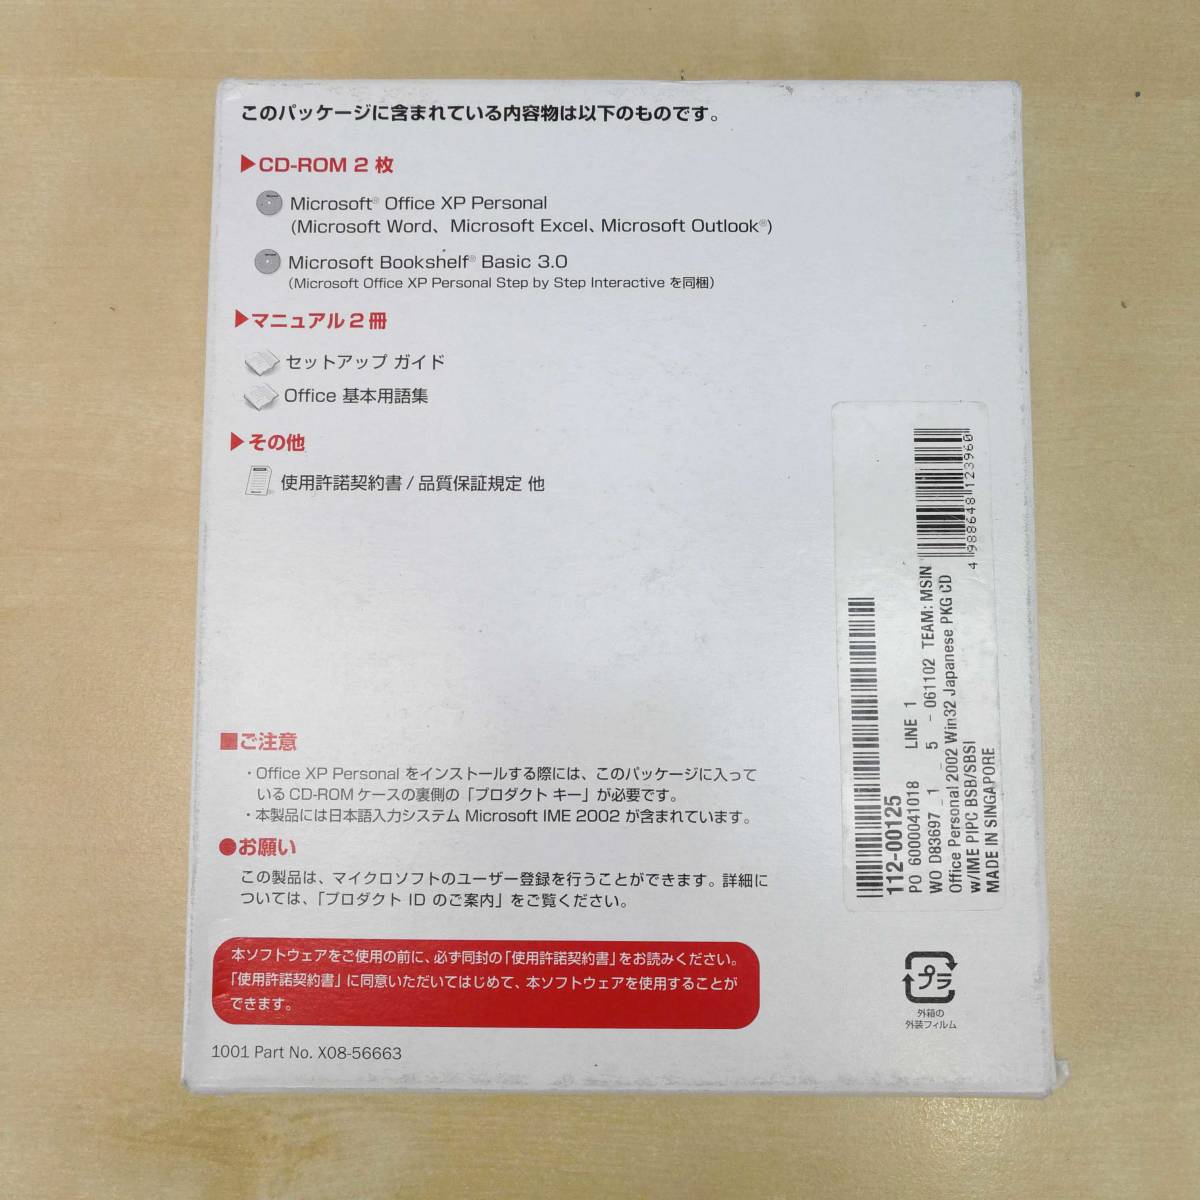 このパッケージに含まれている内容物は以下のものです。
▶CD-ROM 2 枚
Microsoft® Office XP Personal
(Microsoft Word、Microsoft Excel、Microsoft Outlook®)
Microsoft Bookshelf® Basic 3.0
(Microsoft Office XP Personal Step by Step Interactive を同梱)
▶マニュアル2冊
セットアップ ガイド
Office 基本用語集
▶その他
使用許諾契約書 / 品質保証規定 他
■ご注意
・Office XP Personal をインストールする際には、このパッケージに入って
いる CD-ROM ケースの裏側の「プロダクト キー」が必要です。
・本製品には日本語入力システム Microsoft IME 2002 が含まれています。
●お願い
この製品は、マイクロソフトのユーザー登録を行うことができます。詳細に
ついては、「プロダクト ID のご案内」をご覧ください。
本ソフトウェアをご使用の前に、必ず同封の「使用許諾契約書」をお読みください。
「使用許諾契約書」に同意いただいてはじめて、本ソフトウェアを使用することが
できます。
1001 Part No. X08-56663
112-00125
PO 6000041018 LINE 1
WO D83697 _1 _ 5 - 061102 TEAM: MSIN
Office Personal 2002 Win32 Japanese PKG CD
w/IME PIPC BSB/SBSI
MADE IN SINGAPORE
4 988648 123960
プラ
外箱の
外装フィルム